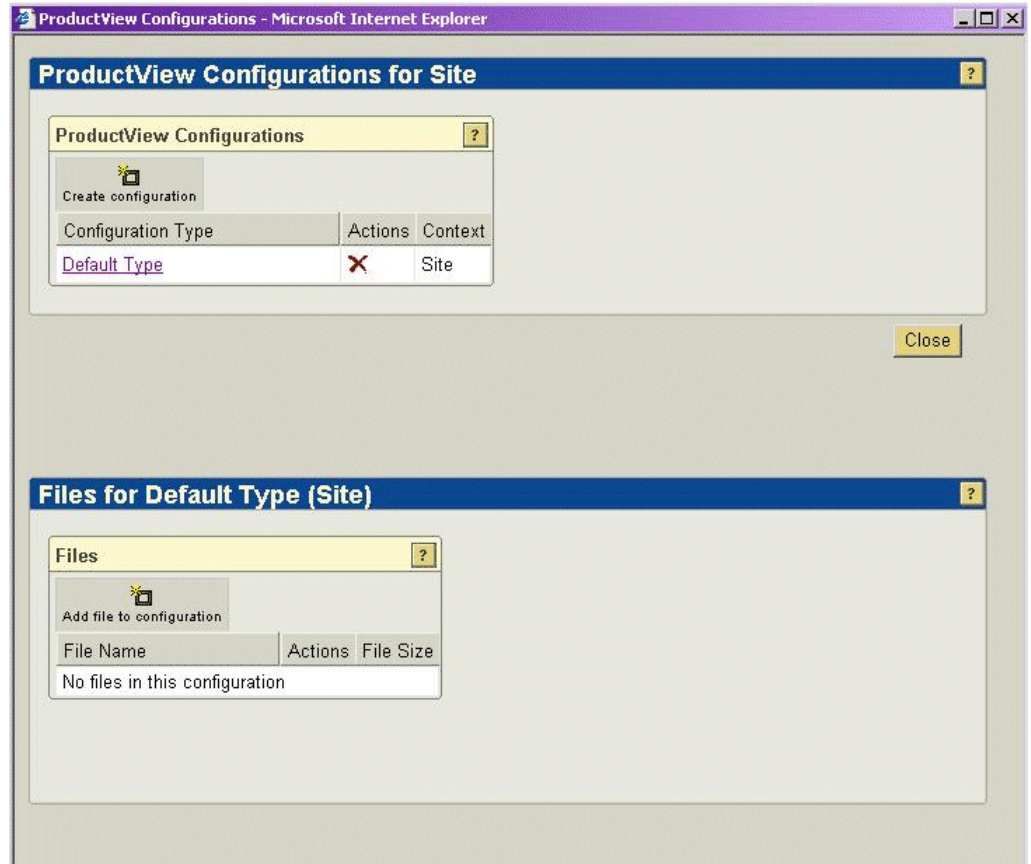 ProductView Configurations - Microsoft Internet Explorer
ProductView Configurations for Site
?
ProductView Configurations
?
Create configuration
Configuration Type Actions Context
Default Type Site
Close
Files for Default Type (Site)
?
Files
?
Add file to configuration
File Name Actions File Size
No files in this configuration